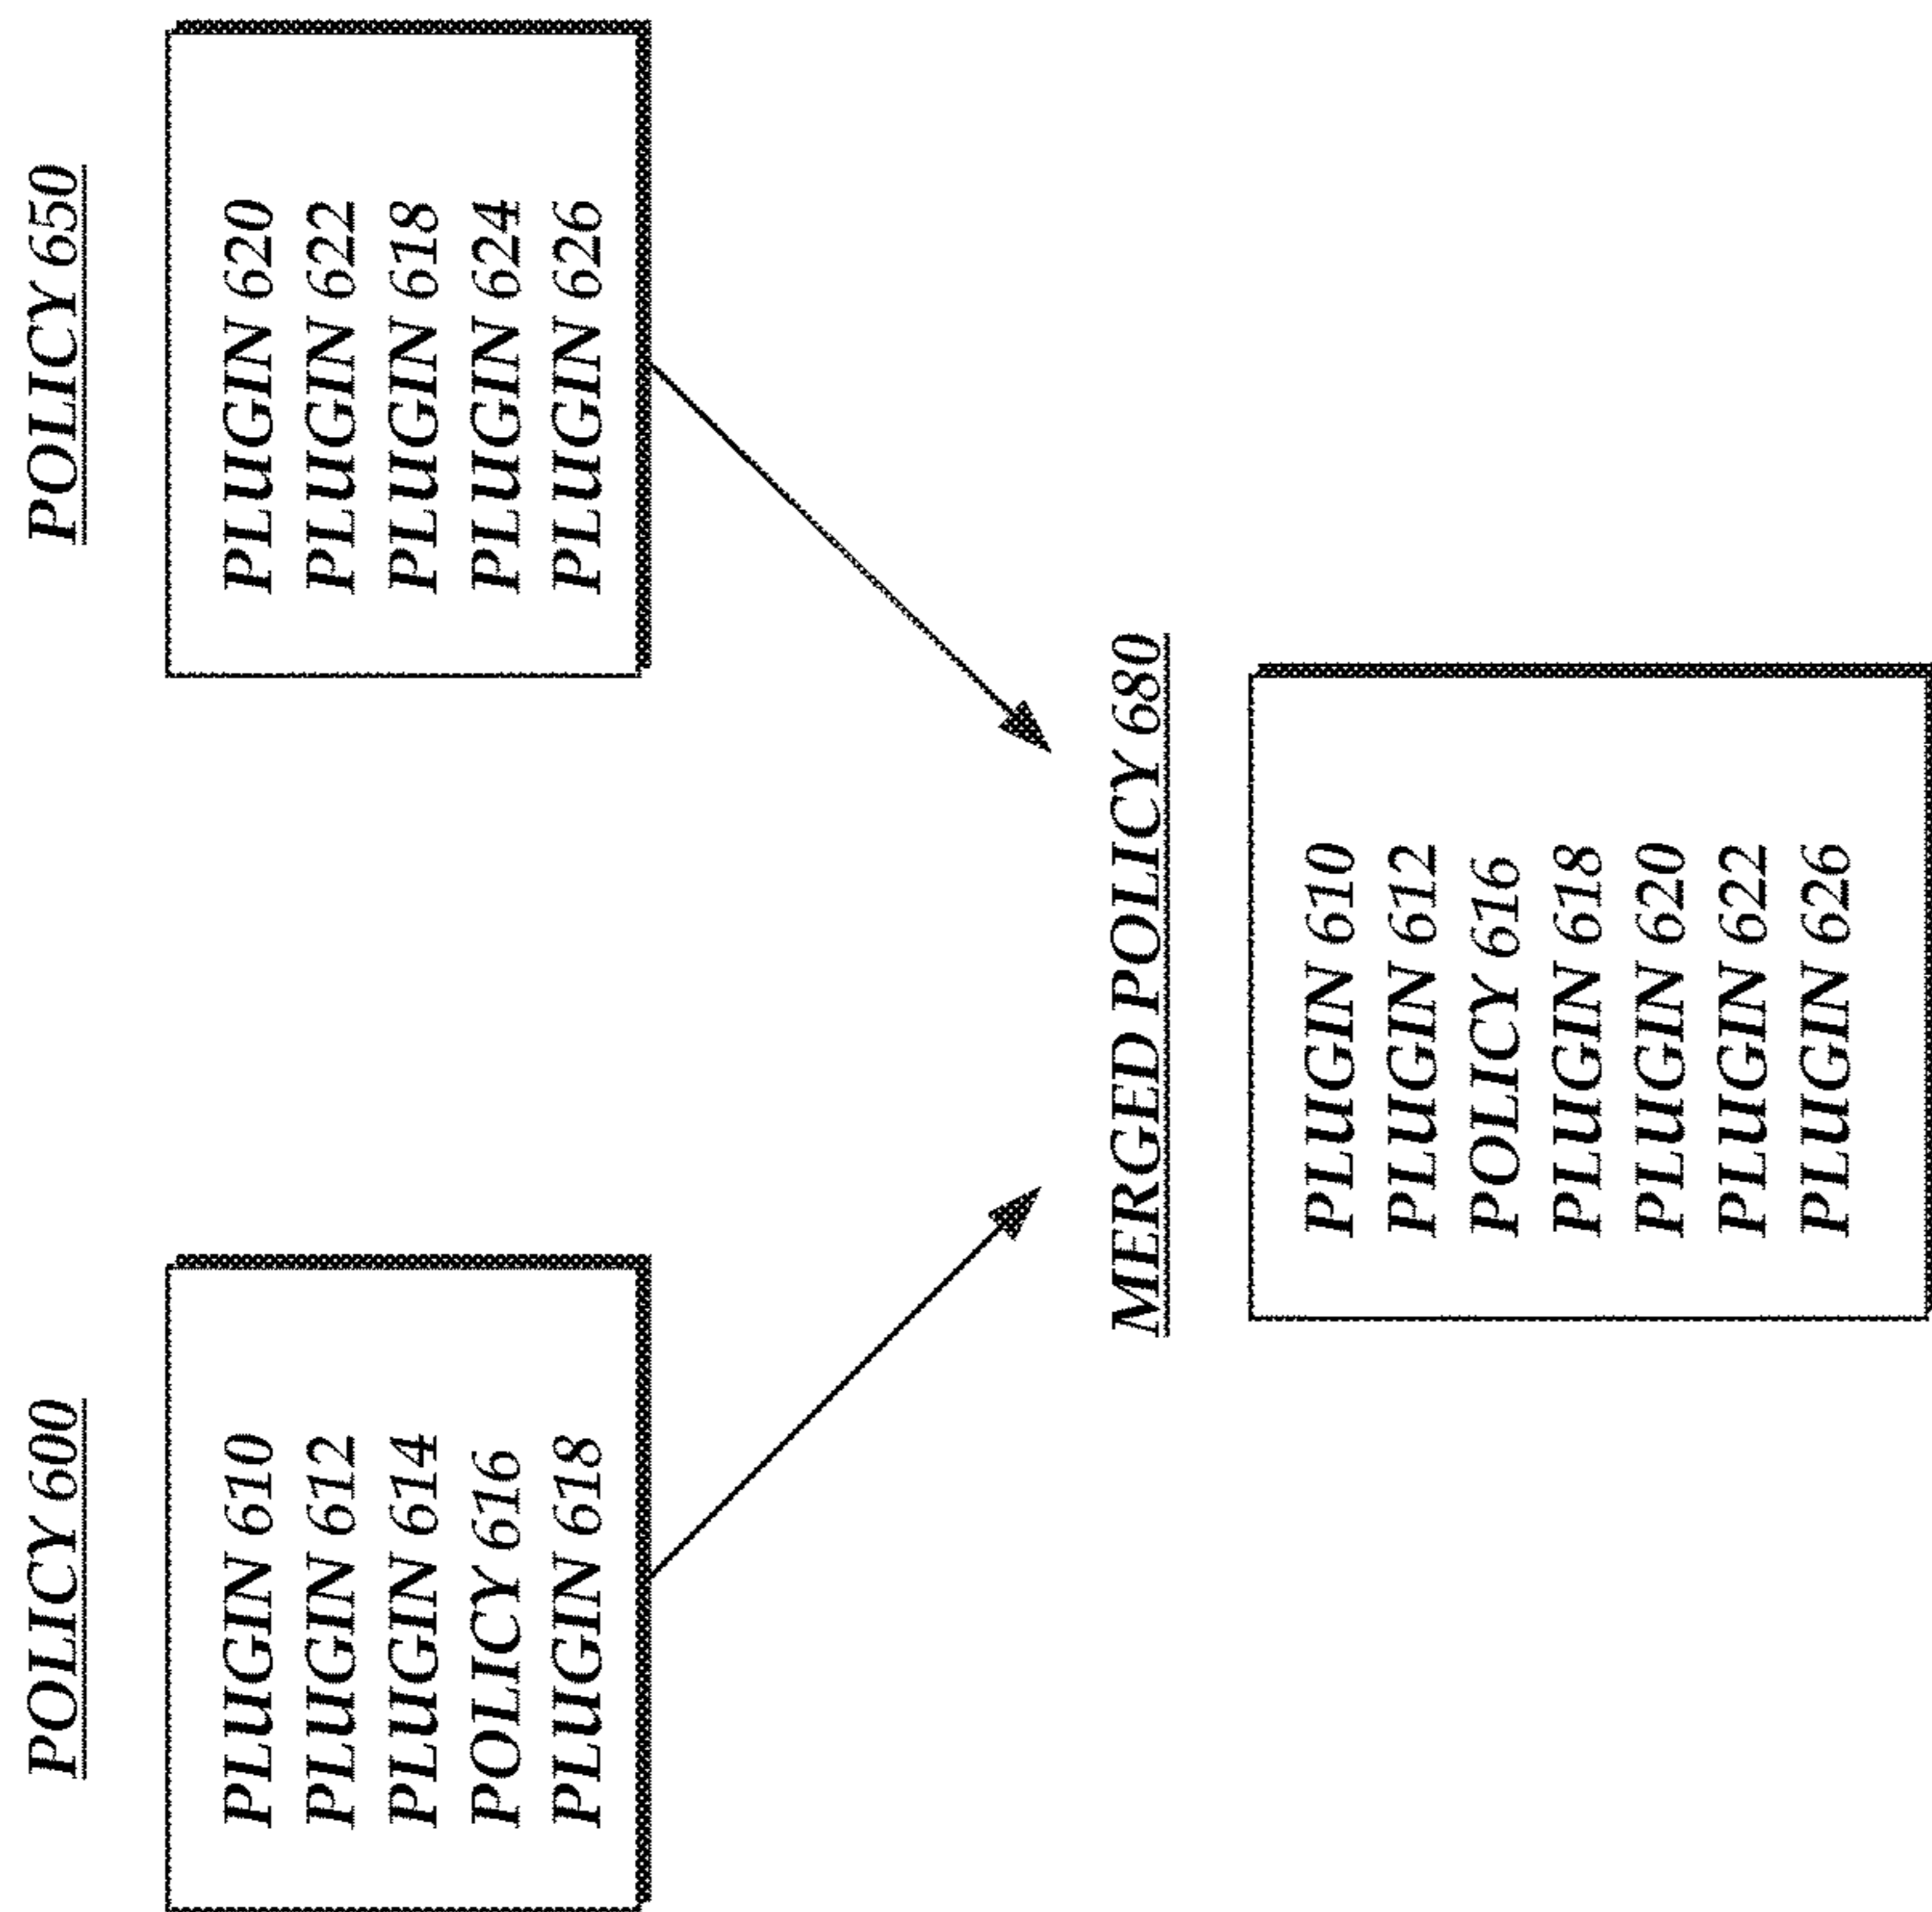 POLICY 600
PLUGIN 610
PLUGIN 612
PLUGIN 614
POLICY 616
PLUGIN 618
POLICY 650
PLUGIN 620
PLUGIN 622
PLUGIN 618
PLUGIN 624
PLUGIN 626
MERGED POLICY 680
PLUGIN 610
PLUGIN 612
POLICY 616
PLUGIN 618
PLUGIN 620
PLUGIN 622
PLUGIN 626